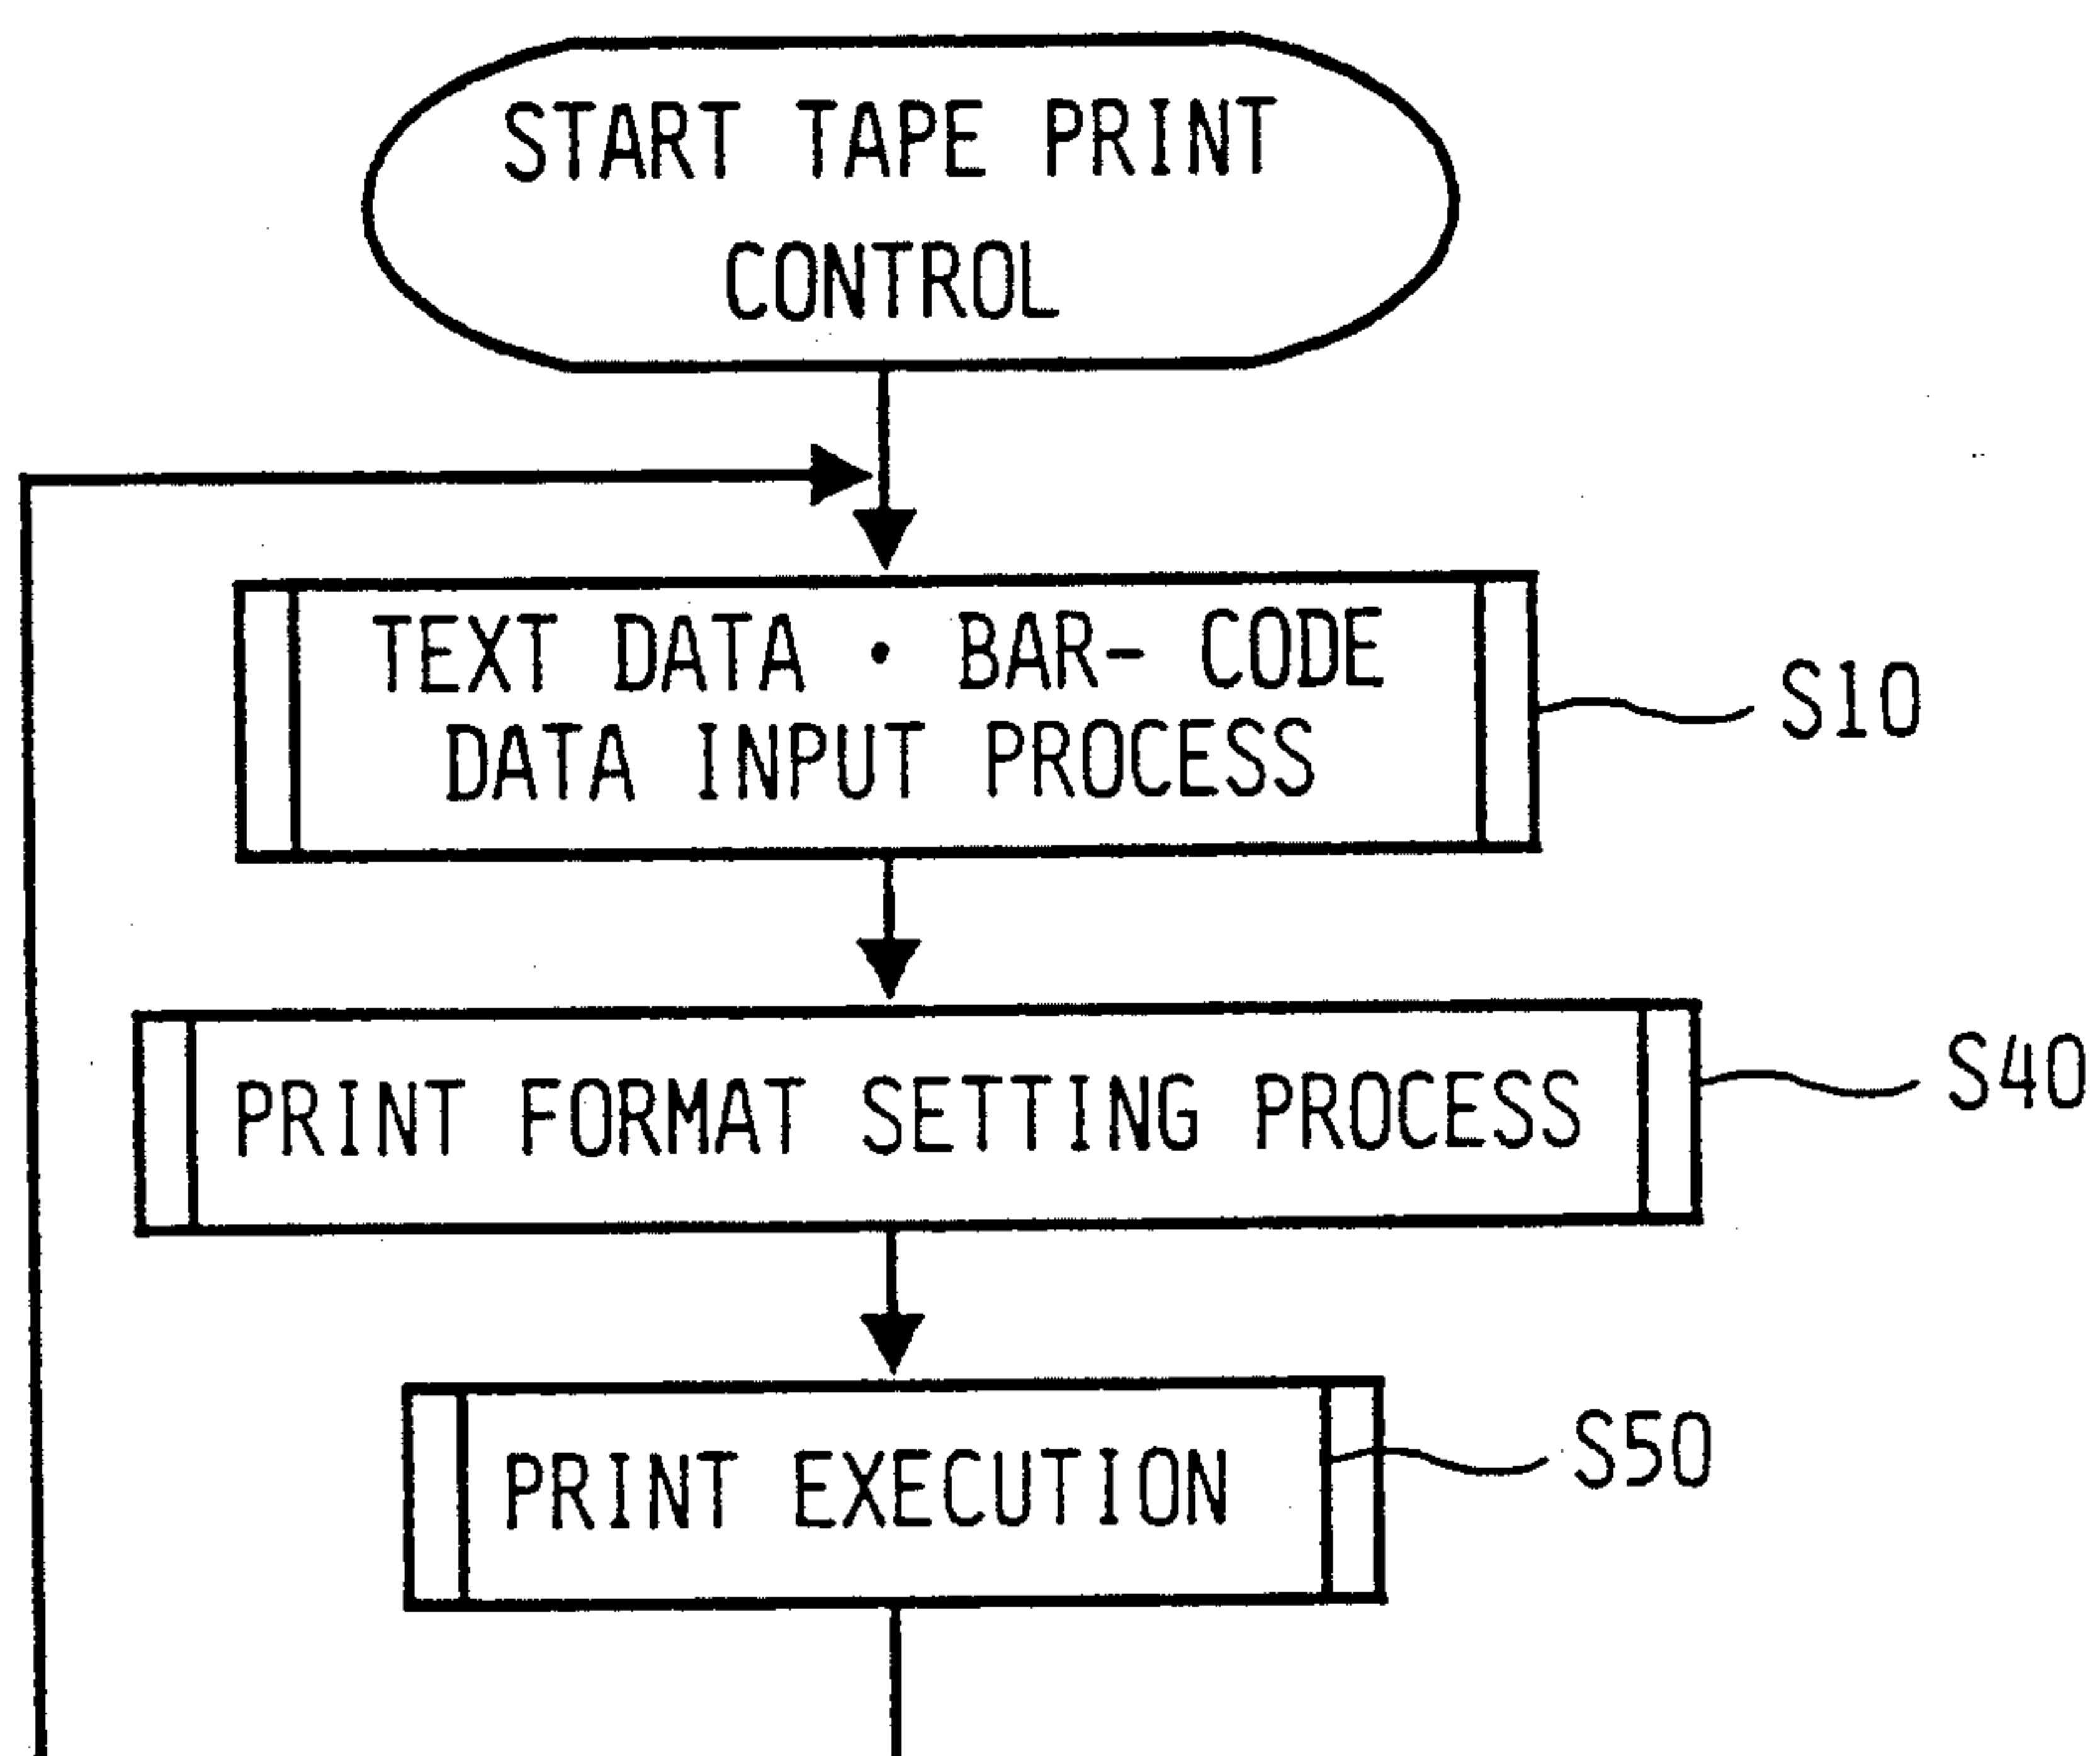 START TAPE PRINT
CONTROL
TEXT DATA • BAR- CODE
DATA INPUT PROCESS
S10
PRINT FORMAT SETTING PROCESS
S40
PRINT EXECUTION
S50